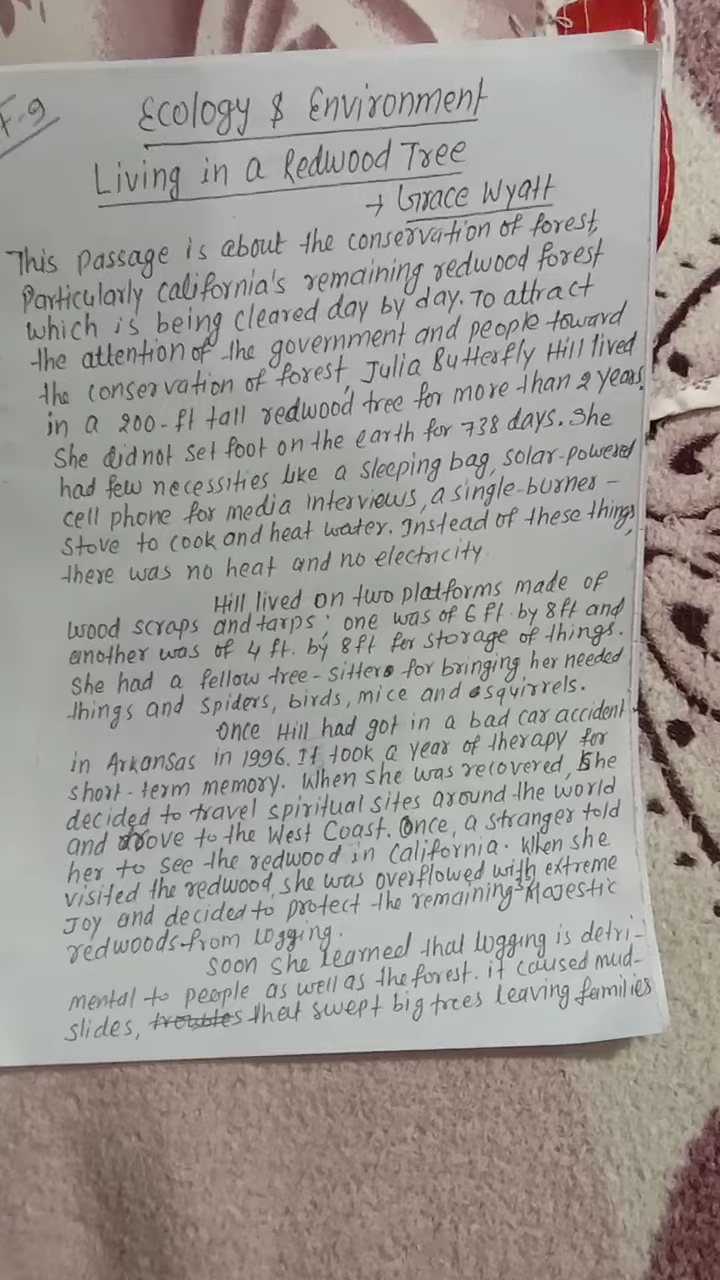 F-9
Ecology & Environment
Living in a Redwood Tree
→ Grace Wyatt
This passage is about the conservation of forest,
Particularly California's remaining redwood forest
which is being cleared day by day. To attract
the attention of the government and people toward
the conservation of forest, Julia Butterfly Hill lived
in a 200-ft tall redwood tree for more than 2 years.
She did not set foot on the earth for 738 days. She
had few necessities like a sleeping bag, solar-powered
cell phone for media interviews, a single-burner -
stove to cook and heat water. Instead of these things,
there was no heat and no electricity.
Hill lived on two platforms made of
wood scraps and tarps; one was of 6 ft. by 8 ft and
another was of 4 ft. by 8ft for storage of things.
She had a fellow tree-sitters for bringing her needed
things and spiders, birds, mice and squirrels.
Once Hill had got in a bad car accident
in Arkansas in 1996. It took a year of therapy for
short-term memory. When she was recovered, She
decided to travel spiritual sites around the world
and drove to the West Coast. Once, a stranger told
her to see the redwood in California. When she
visited the redwood, she was overflowed with extreme
Joy and decided to protect the remaining Majestic
redwoods from logging.
Soon she learned that logging is detri-
mental to people as well as the forest. it caused mud-
slides, troubles that swept big trees leaving families